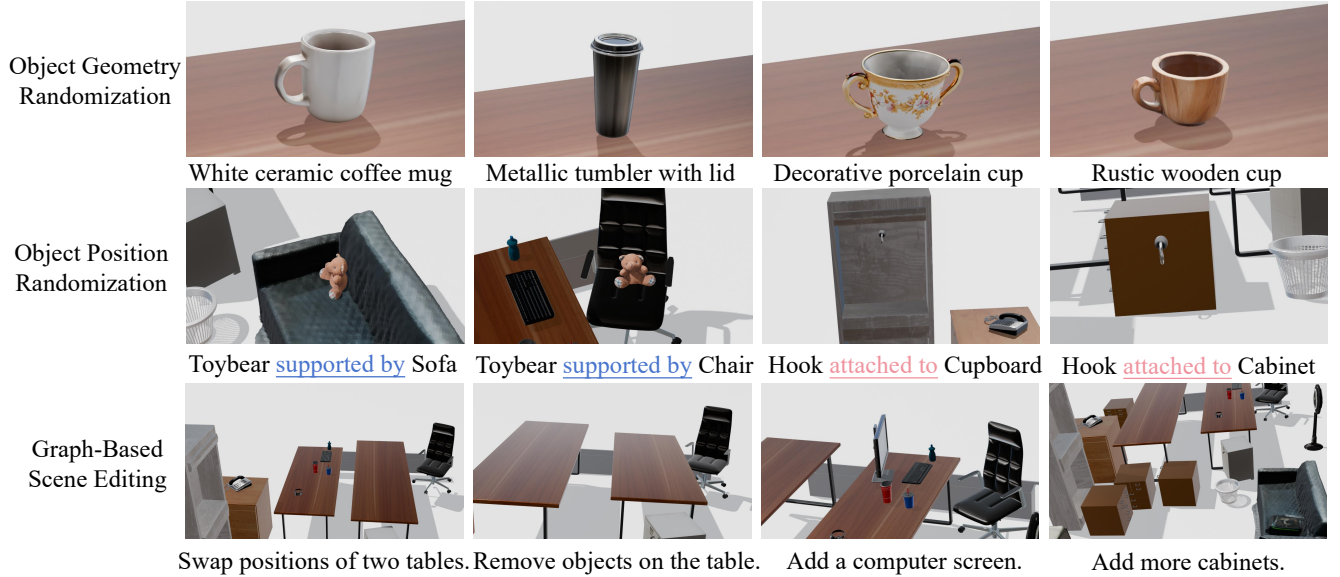 Object Geometry
Randomization
White ceramic coffee mug
Metallic tumbler with lid
Decorative porcelain cup
Rustic wooden cup
Object Position
Randomization
Toybear supported by Sofa
Toybear supported by Chair
Hook attached to Cupboard
Hook attached to Cabinet
Graph-Based
Scene Editing
Swap positions of two tables.
Remove objects on the table.
Add a computer screen.
Add more cabinets.